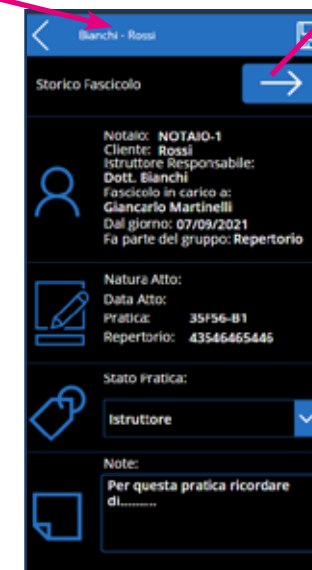 Bianchi - Rossi
Storico Fascicolo
Notaio: NOTAIO-1
Cliente: Rossi
Istruttore Responsabile:
Dott. Bianchi
Fascicolo in carico a:
Giancarlo Martinelli
Dal giorno: 07/09/2021
Fa parte del gruppo: Repertorio
Natura Atto:
Data Atto:
Pratica: 35F56-B1
Repertorio: 43546465446
Stato Pratica:
Istruttore
Note:
Per questa pratica ricordare
di..........